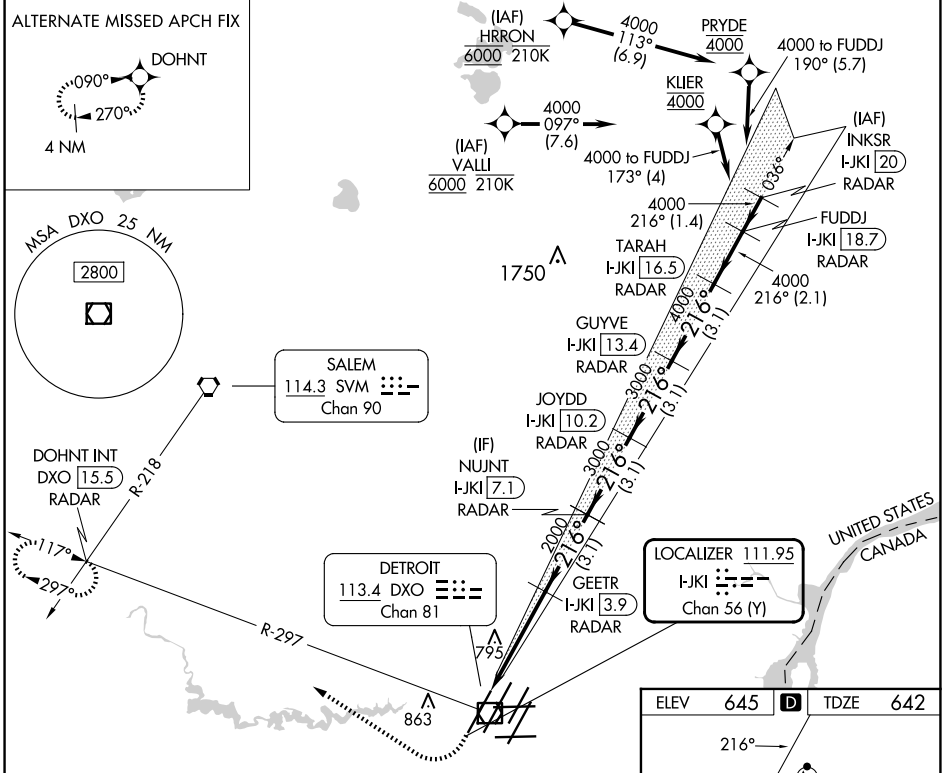 ALTERNATE MISSED APCH FIX
DOHNT
090°
270°
4 NM
(IAF)
HRRON
6000 210K
4000
113°
(6.9)
PRYDE
4000
4000 to FUDDJ
190° (5.7)
KLIER
4000
(IAF)
VALLI
6000 210K
4000
097°
(7.6)
4000 to FUDDJ
173° (4)
(IAF)
INKSR
I-JKI 20
RADAR
036°
4000
216° (1.4)
FUDDJ
I-JKI 18.7
RADAR
4000
216° (2.1)
TARAH
I-JKI 16.5
RADAR
1750
MSA DXO 25 NM
2800
4000
216°
(3.1)
GUYVE
I-JKI 13.4
RADAR
3000
216°
(3.1)
JOYDD
I-JKI 10.2
RADAR
3000
216°
(3.1)
(IF)
NUJNT
I-JKI 7.1
RADAR
2000
216°
(3.1)
GEETR
I-JKI 3.9
RADAR
SALEM
114.3 SVM
Chan 90
DOHNT INT
DXO 15.5
RADAR
R-218
117°
297°
R-297
DETROIT
113.4 DXO
Chan 81
LOCALIZER 111.95
I-JKI
Chan 56 (Y)
UNITED STATES
CANADA
795
863
ELEV 645 D TDZE 642
216°